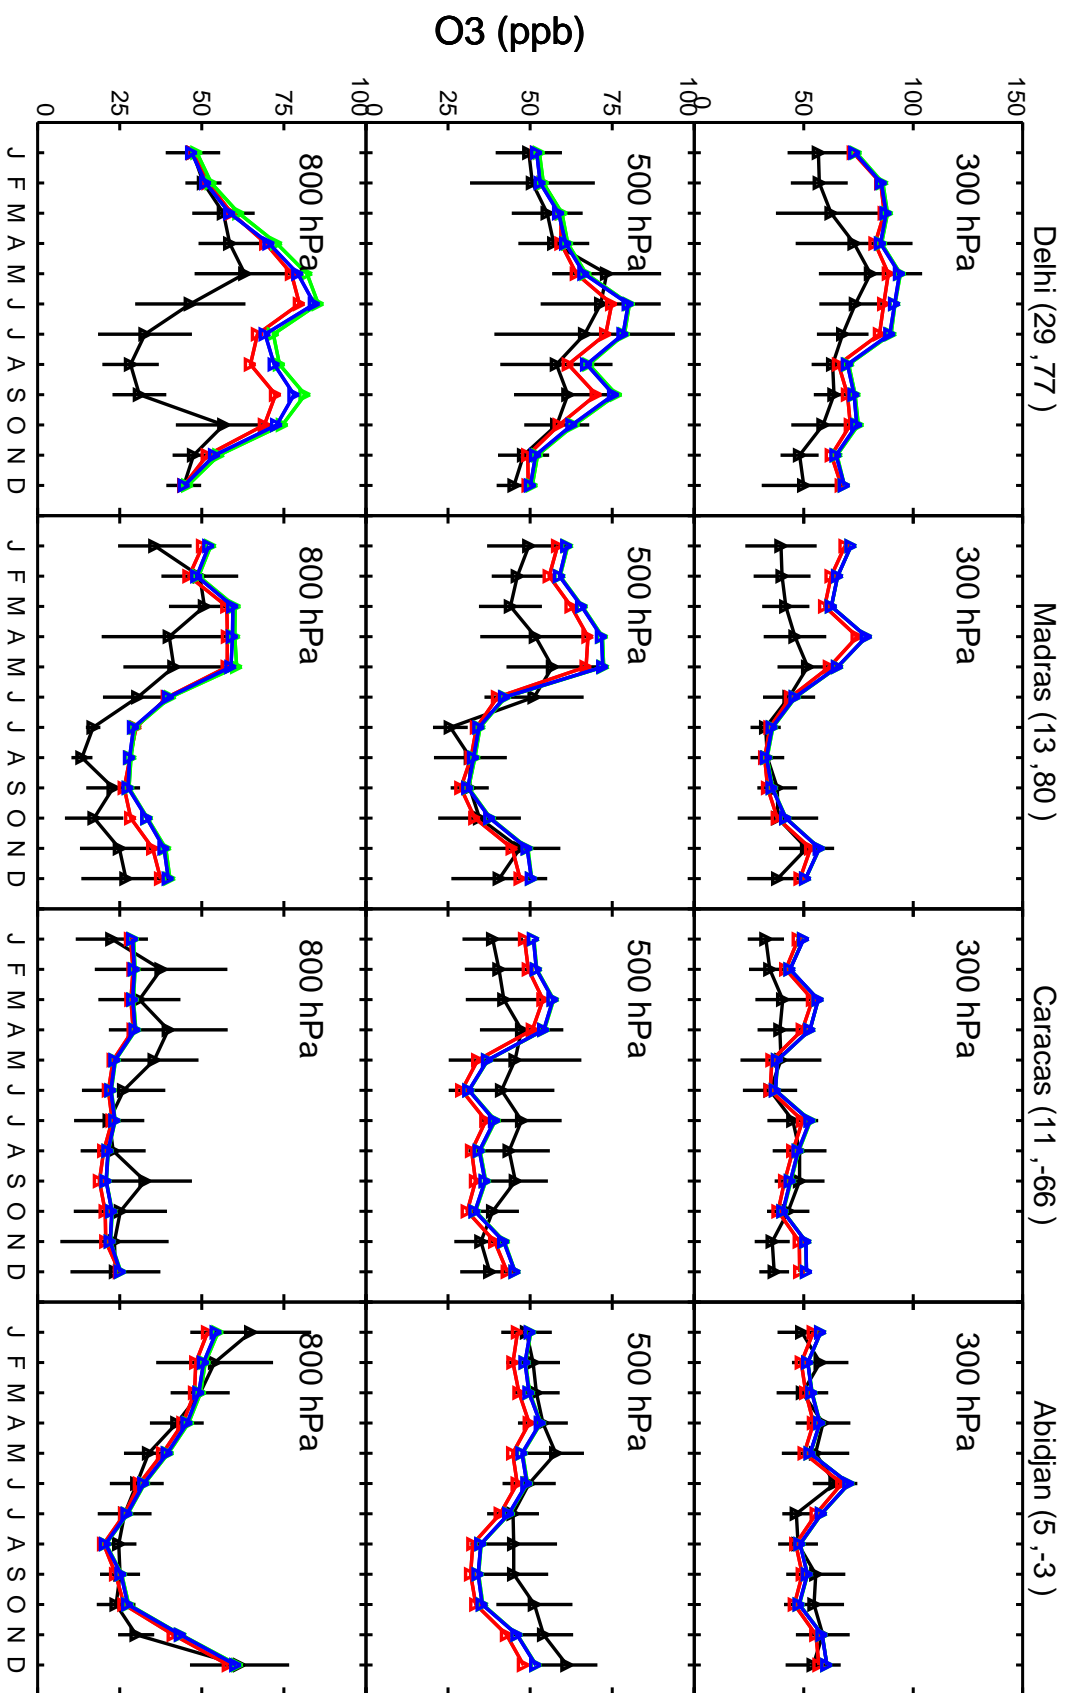 Delhi (29 ,77 )
Madras (13 ,80 )
Caracas (11 ,-66 )
Abidjan (5 ,-3 )
O3 (ppb)
150
100
50
0
300 hPa
300 hPa
300 hPa
300 hPa
100
75
50
25
0
500 hPa
500 hPa
500 hPa
500 hPa
100
75
50
25
0
800 hPa
800 hPa
800 hPa
800 hPa
J F M A M J J A S O N D
J F M A M J J A S O N D
J F M A M J J A S O N D
J F M A M J J A S O N D